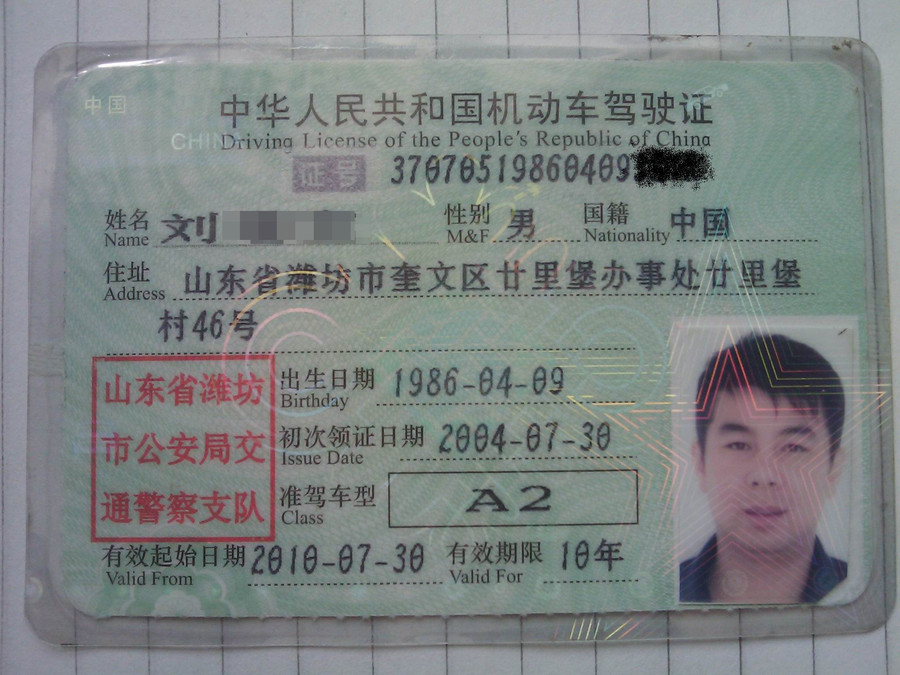 中国
CHINA
中华人民共和国机动车驾驶证
Driving License of the People's Republic of China
证号 37070519860409
姓名 刘 性别 男 国籍 中国
Name M&F Nationality
住址 山东省潍坊市奎文区廿里堡办事处廿里堡
Address
村46号
山东省潍坊
市公安局交
通警察支队
出生日期 1986-04-09
Birthday
初次领证日期 2004-07-30
Issue Date
准驾车型 A2
Class
有效起始日期 2010-07-30 有效期限 10年
Valid From Valid For